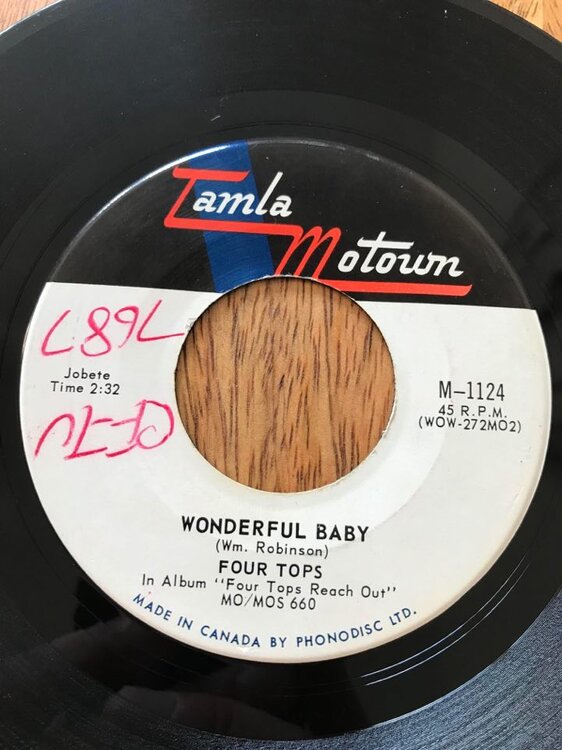 Tamla
Motown
Jobete
Time 2:32
M-1124
45 R.P.M.
(WOW-272MO2)
WONDERFUL BABY
(Wm. Robinson)
FOUR TOPS
In Album "Four Tops Reach Out"
MO/MOS 660
MADE IN CANADA BY PHONODISC LTD.